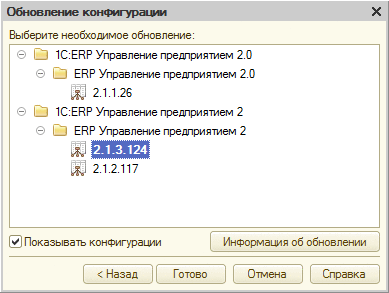 Обновление конфигурации
Выберите необходимое обновление:
1С:ERP Управление предприятием 2.0
ERP Управление предприятием 2.0
2.1.1.26
1С:ERP Управление предприятием 2
ERP Управление предприятием 2
2.1.3.124
2.1.2.117
Показывать конфигурации
Информация об обновлении
< Назад
Готово
Отмена
Справка